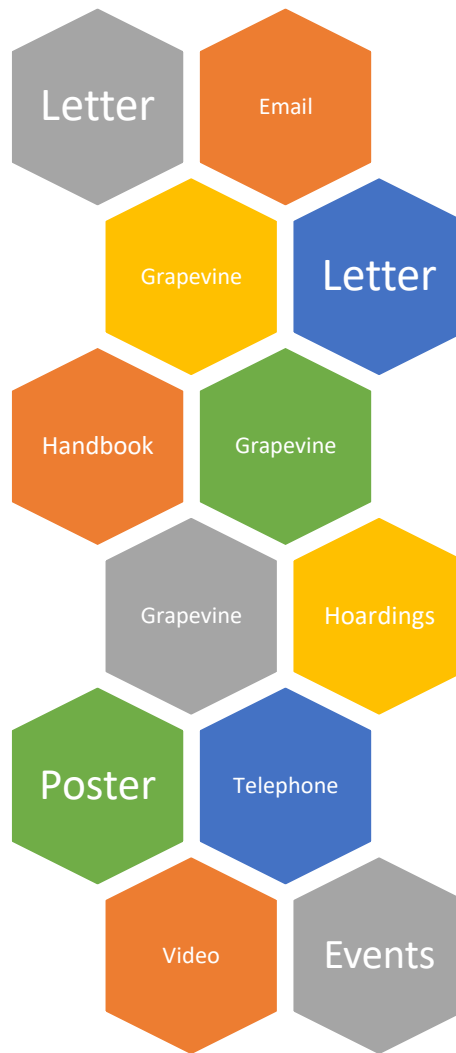 Letter
Email
Grapevine
Letter
Handbook
Grapevine
Grapevine
Hoardings
Poster
Telephone
Video
Events